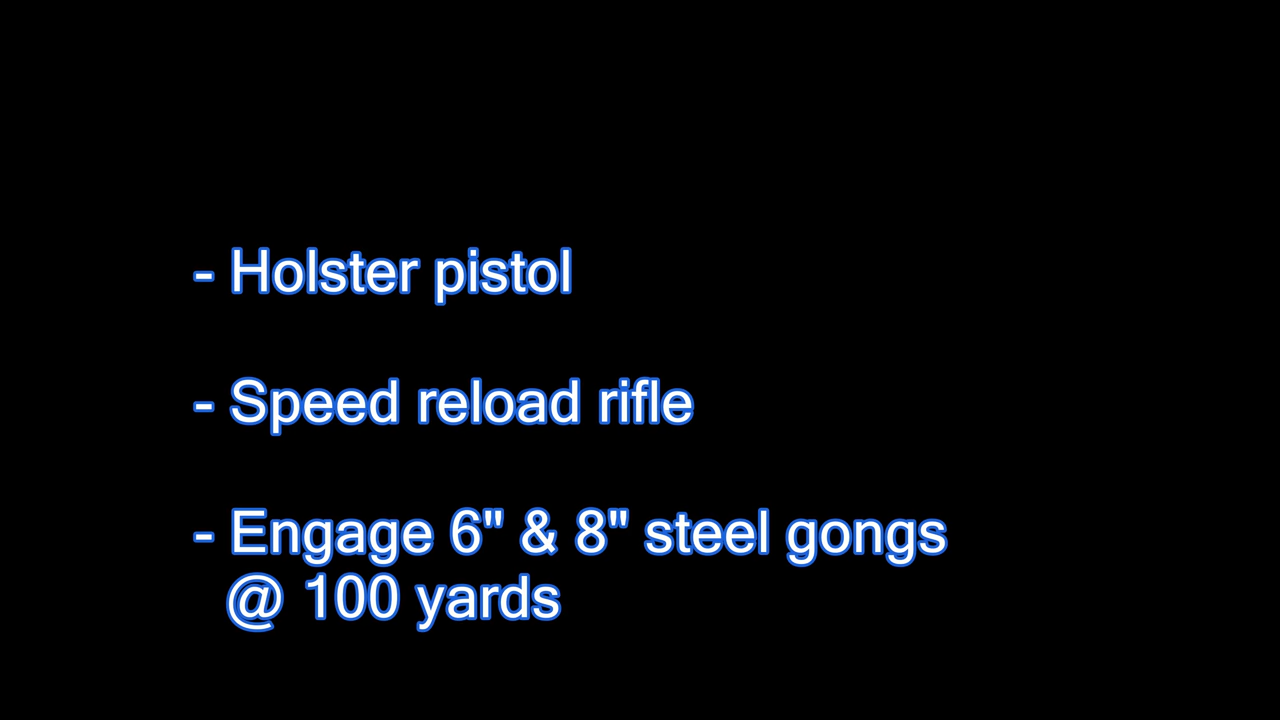 - Holster pistol
- Speed reload rifle
- Engage 6" & 8" steel gongs
@ 100 yards